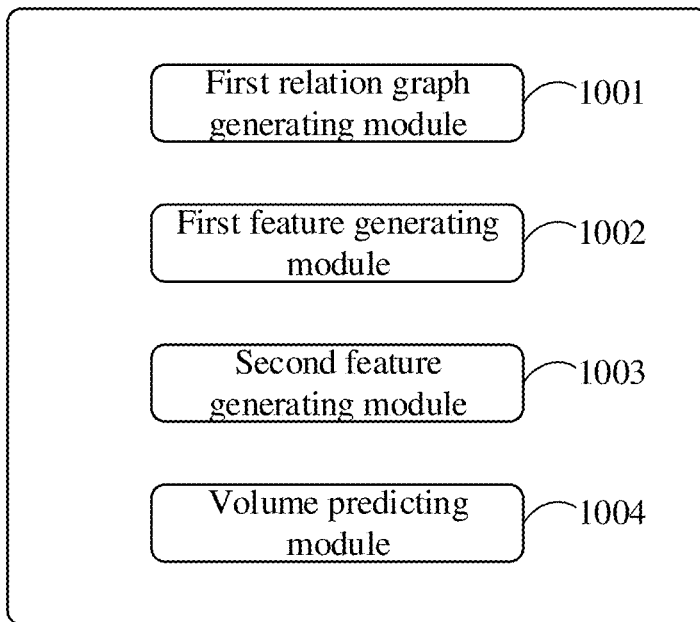 First relation graph
generating module
1001
First feature generating
module
1002
Second feature
generating module
1003
Volume predicting
module
1004